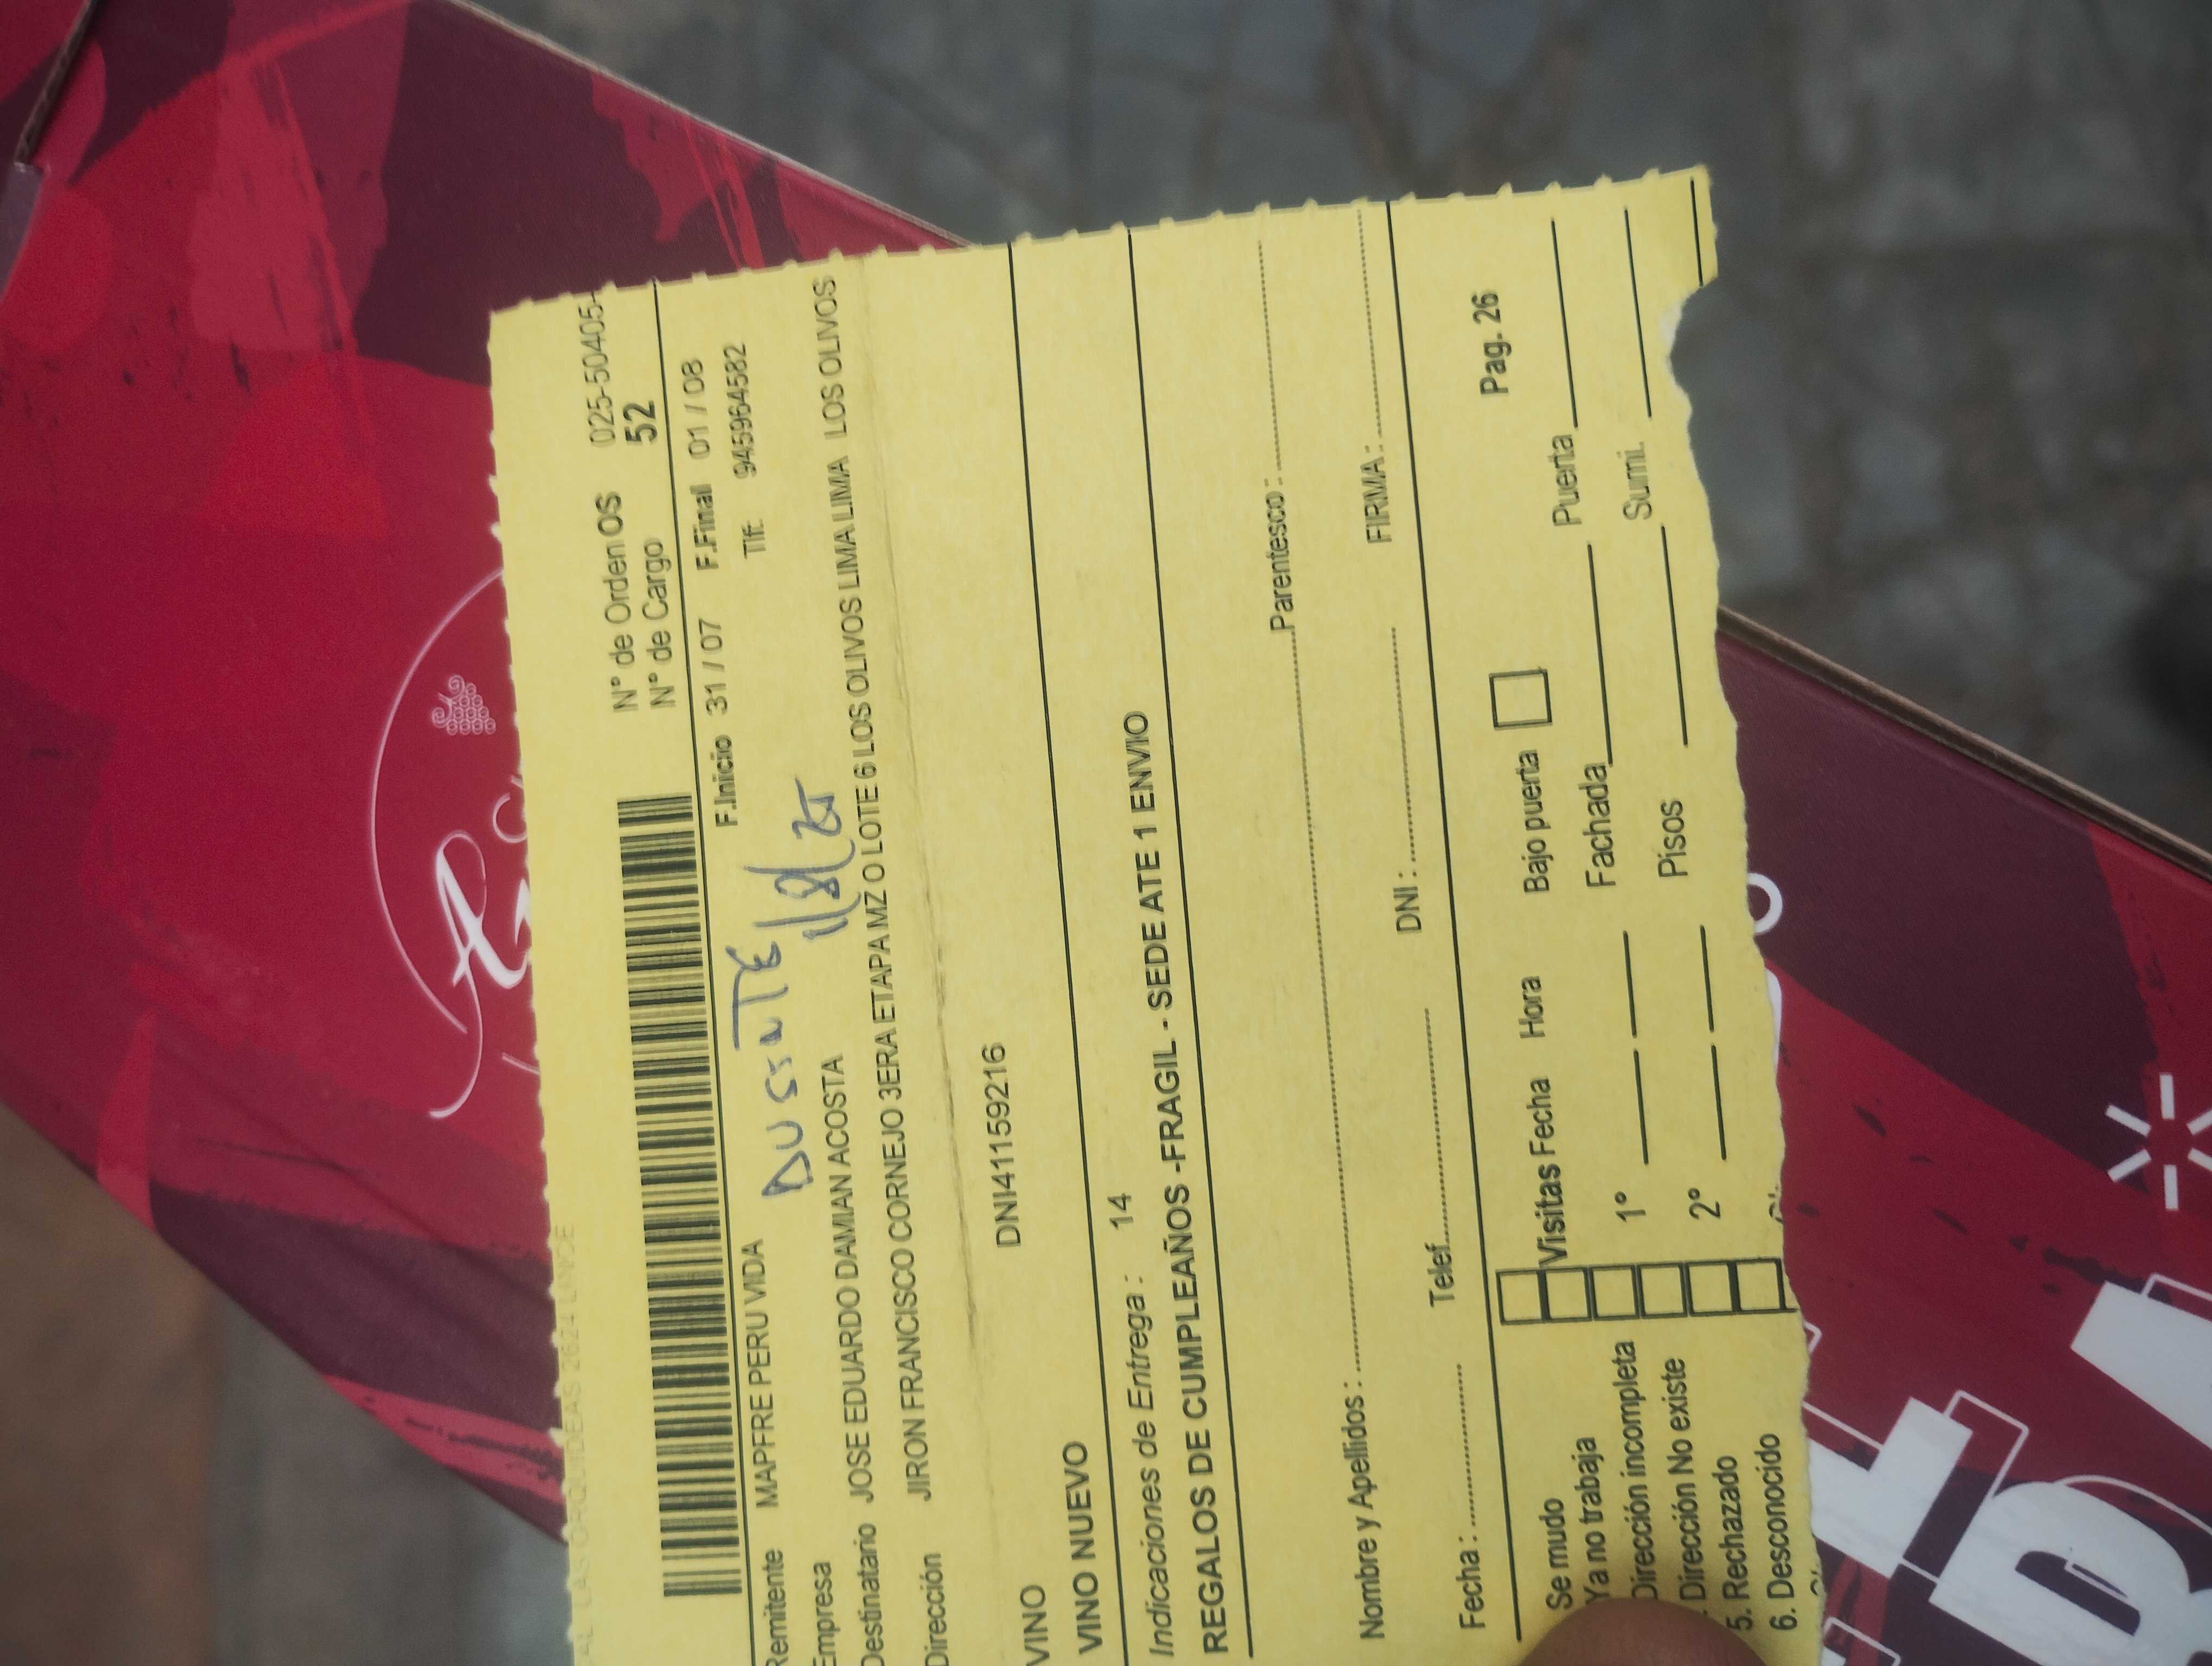 Nº de Orden OS 025-50405-
Nº de Cargo 52
F.Inicio 31 / 07 F.Final 01 / 08
Remitente MAPFRE PERU VIDA
Tlf: 945964582
Empresa
Destinatario JOSE EDUARDO DAMIAN ACOSTA
Dirección JIRON FRANCISCO CORNEJO 3ERA ETAPA MZ O LOTE 6 LOS OLIVOS LIMA LIMA LOS OLIVOS
DNI41159216
VINO
VINO NUEVO
Indicaciones de Entrega : 14
REGALOS DE CUMPLEAÑOS -FRAGIL - SEDE ATE 1 ENVIO
Nombre y Apellidos : Parentesco :
Fecha : Telef. DNI : FIRMA :
Pag. 26
Se mudo
Ya no trabaja
Dirección incompleta
Dirección No existe
5. Rechazado
6. Desconocido
Visitas Fecha Hora
1º
2º
Bajo puerta
Fachada Puerta
Pisos Sumi.